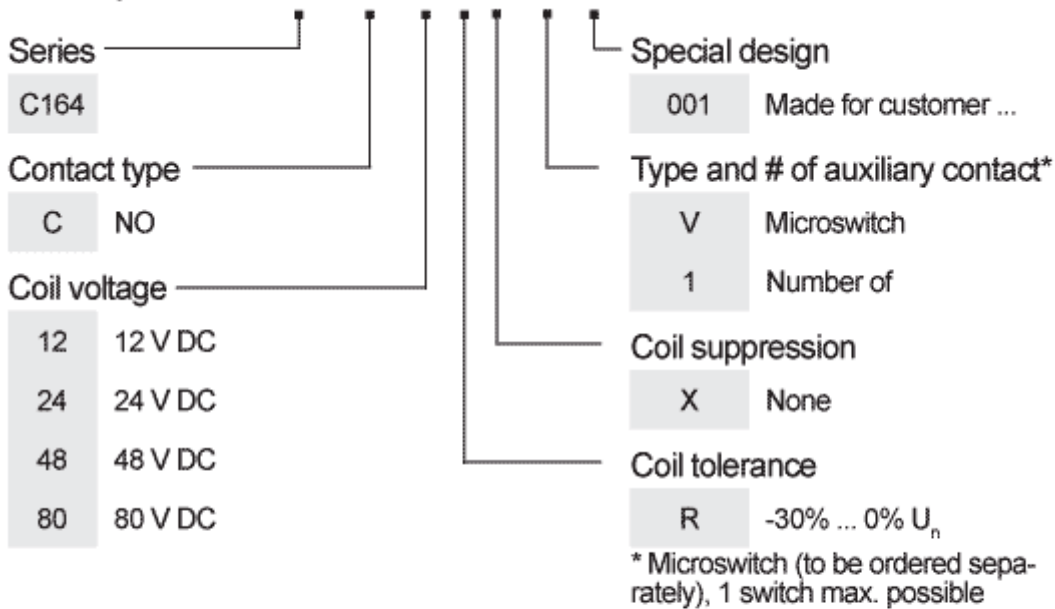 Series
C164
Contact type
C NO
Coil voltage
12 12 V DC
24 24 V DC
48 48 V DC
80 80 V DC
Special design
001 Made for customer ...
Type and # of auxiliary contact*
V Microswitch
1 Number of
Coil suppression
X None
Coil tolerance
R -30% ... 0% Un
* Microswitch (to be ordered sepa-
rately), 1 switch max. possible